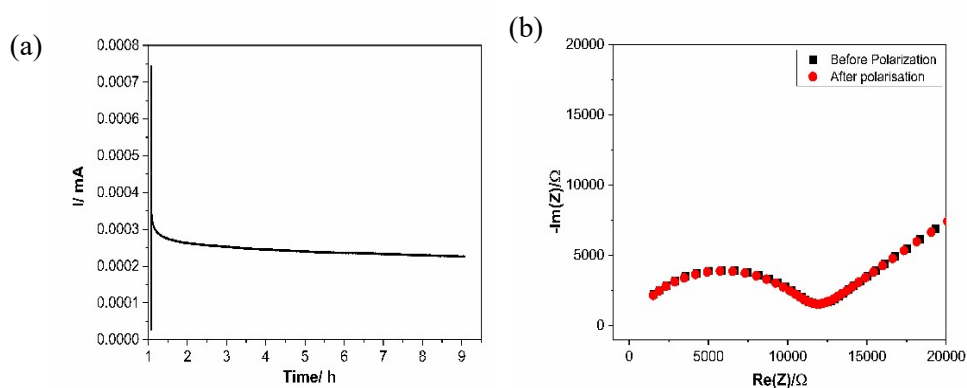 (a)
0.0008
0.0007
0.0006
0.0005
0.0004
0.0003
0.0002
0.0001
0.0000
I/ mA
1 2 3 4 5 6 7 8 9
Time/ h
(b)
20000
15000
10000
5000
0
-Im(Z)/Ω
Before Polarization
After polarisation
0 5000 10000 15000 20000
Re(Z)/Ω